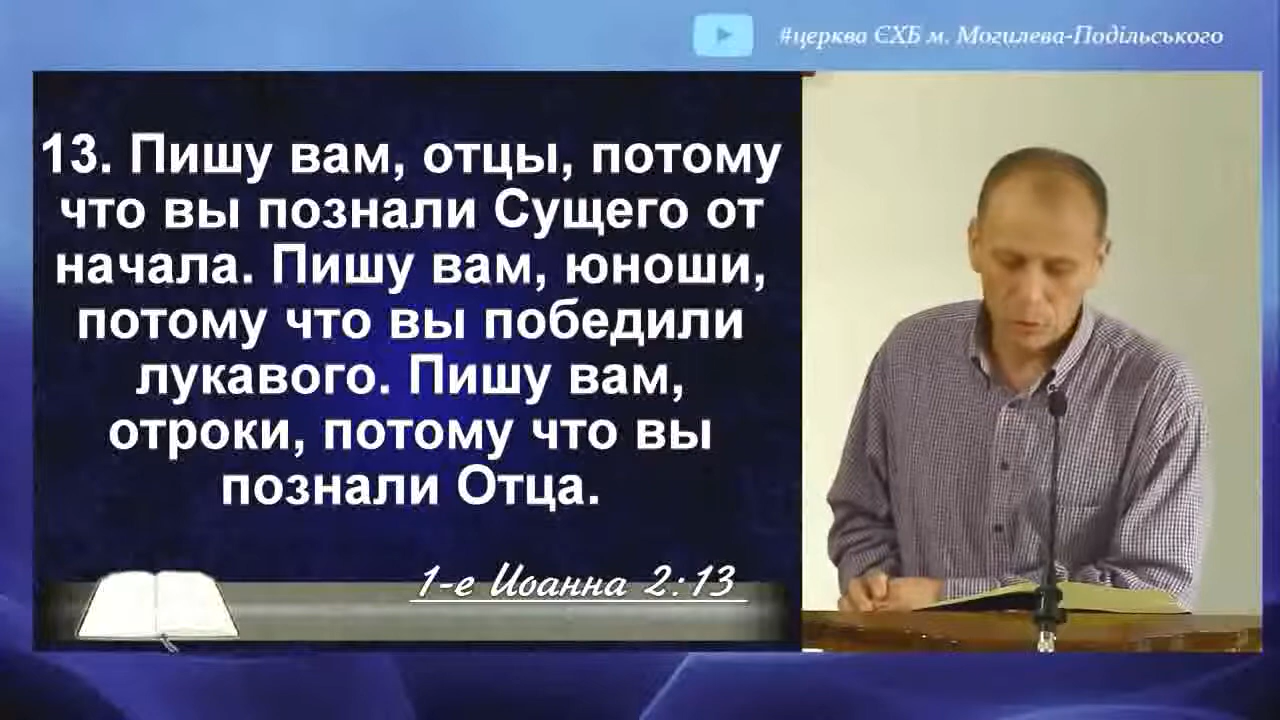 #церква ЄХБ м. Могилева-Подільського
13. Пишу вам, отцы, потому
что вы познали Сущего от
начала. Пишу вам, юноши,
потому что вы победили
лукавого. Пишу вам,
отроки, потому что вы
познали Отца.
1-е Иоанна 2:13